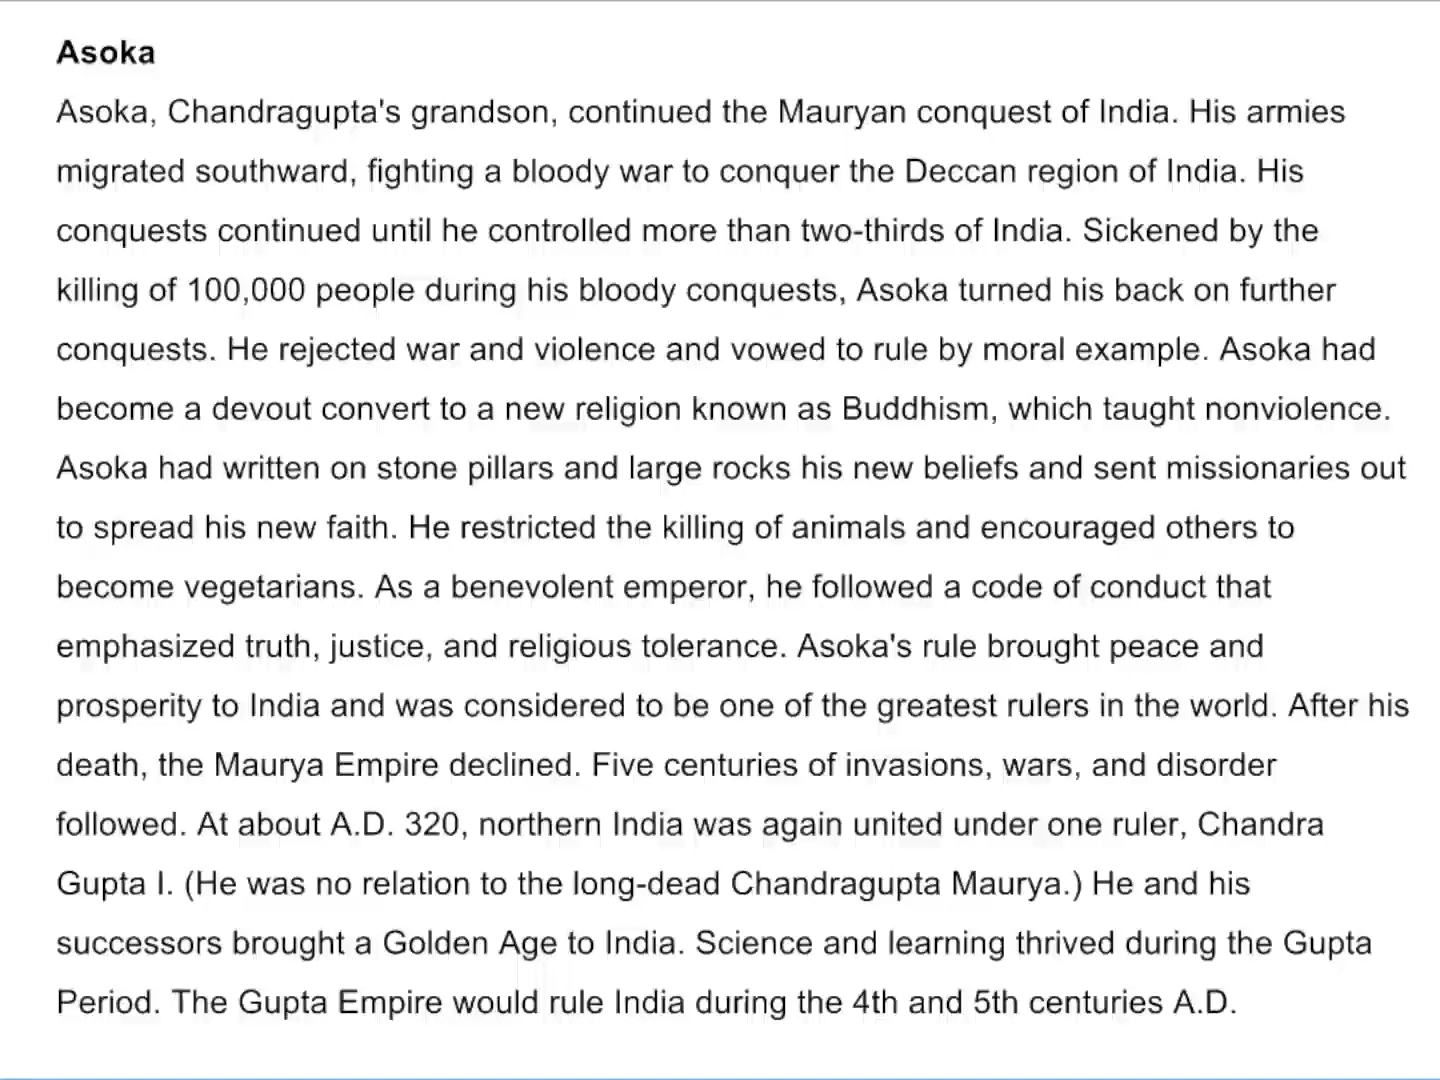 Asoka
Asoka, Chandragupta's grandson, continued the Mauryan conquest of India. His armies
migrated southward, fighting a bloody war to conquer the Deccan region of India. His
conquests continued until he controlled more than two-thirds of India. Sickened by the
killing of 100,000 people during his bloody conquests, Asoka turned his back on further
conquests. He rejected war and violence and vowed to rule by moral example. Asoka had
become a devout convert to a new religion known as Buddhism, which taught nonviolence.
Asoka had written on stone pillars and large rocks his new beliefs and sent missionaries out
to spread his new faith. He restricted the killing of animals and encouraged others to
become vegetarians. As a benevolent emperor, he followed a code of conduct that
emphasized truth, justice, and religious tolerance. Asoka's rule brought peace and
prosperity to India and was considered to be one of the greatest rulers in the world. After his
death, the Maurya Empire declined. Five centuries of invasions, wars, and disorder
followed. At about A.D. 320, northern India was again united under one ruler, Chandra
Gupta I. (He was no relation to the long-dead Chandragupta Maurya.) He and his
successors brought a Golden Age to India. Science and learning thrived during the Gupta
Period. The Gupta Empire would rule India during the 4th and 5th centuries A.D.